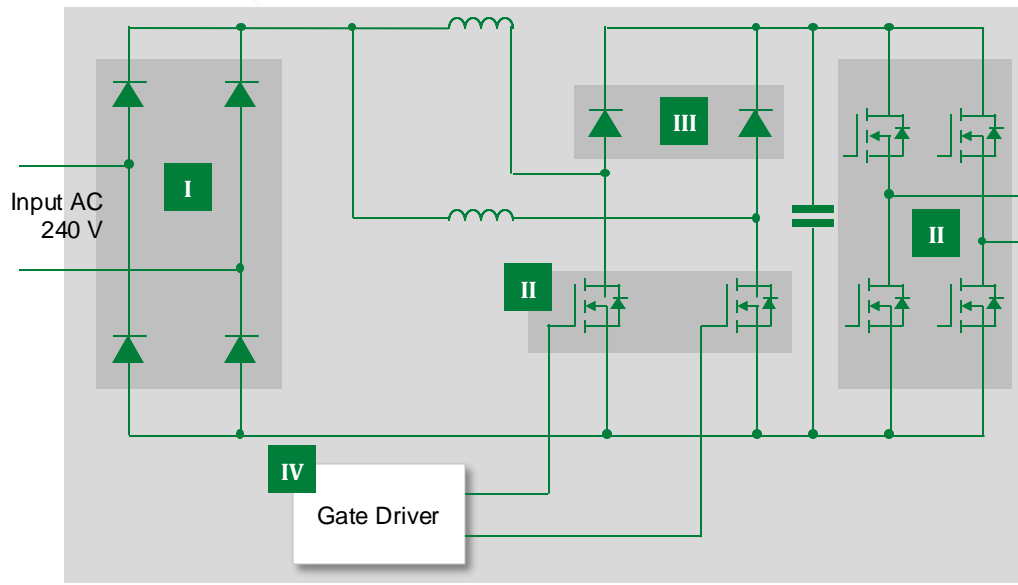 III
I
Input AC
240 V
II
II
IV
Gate Driver